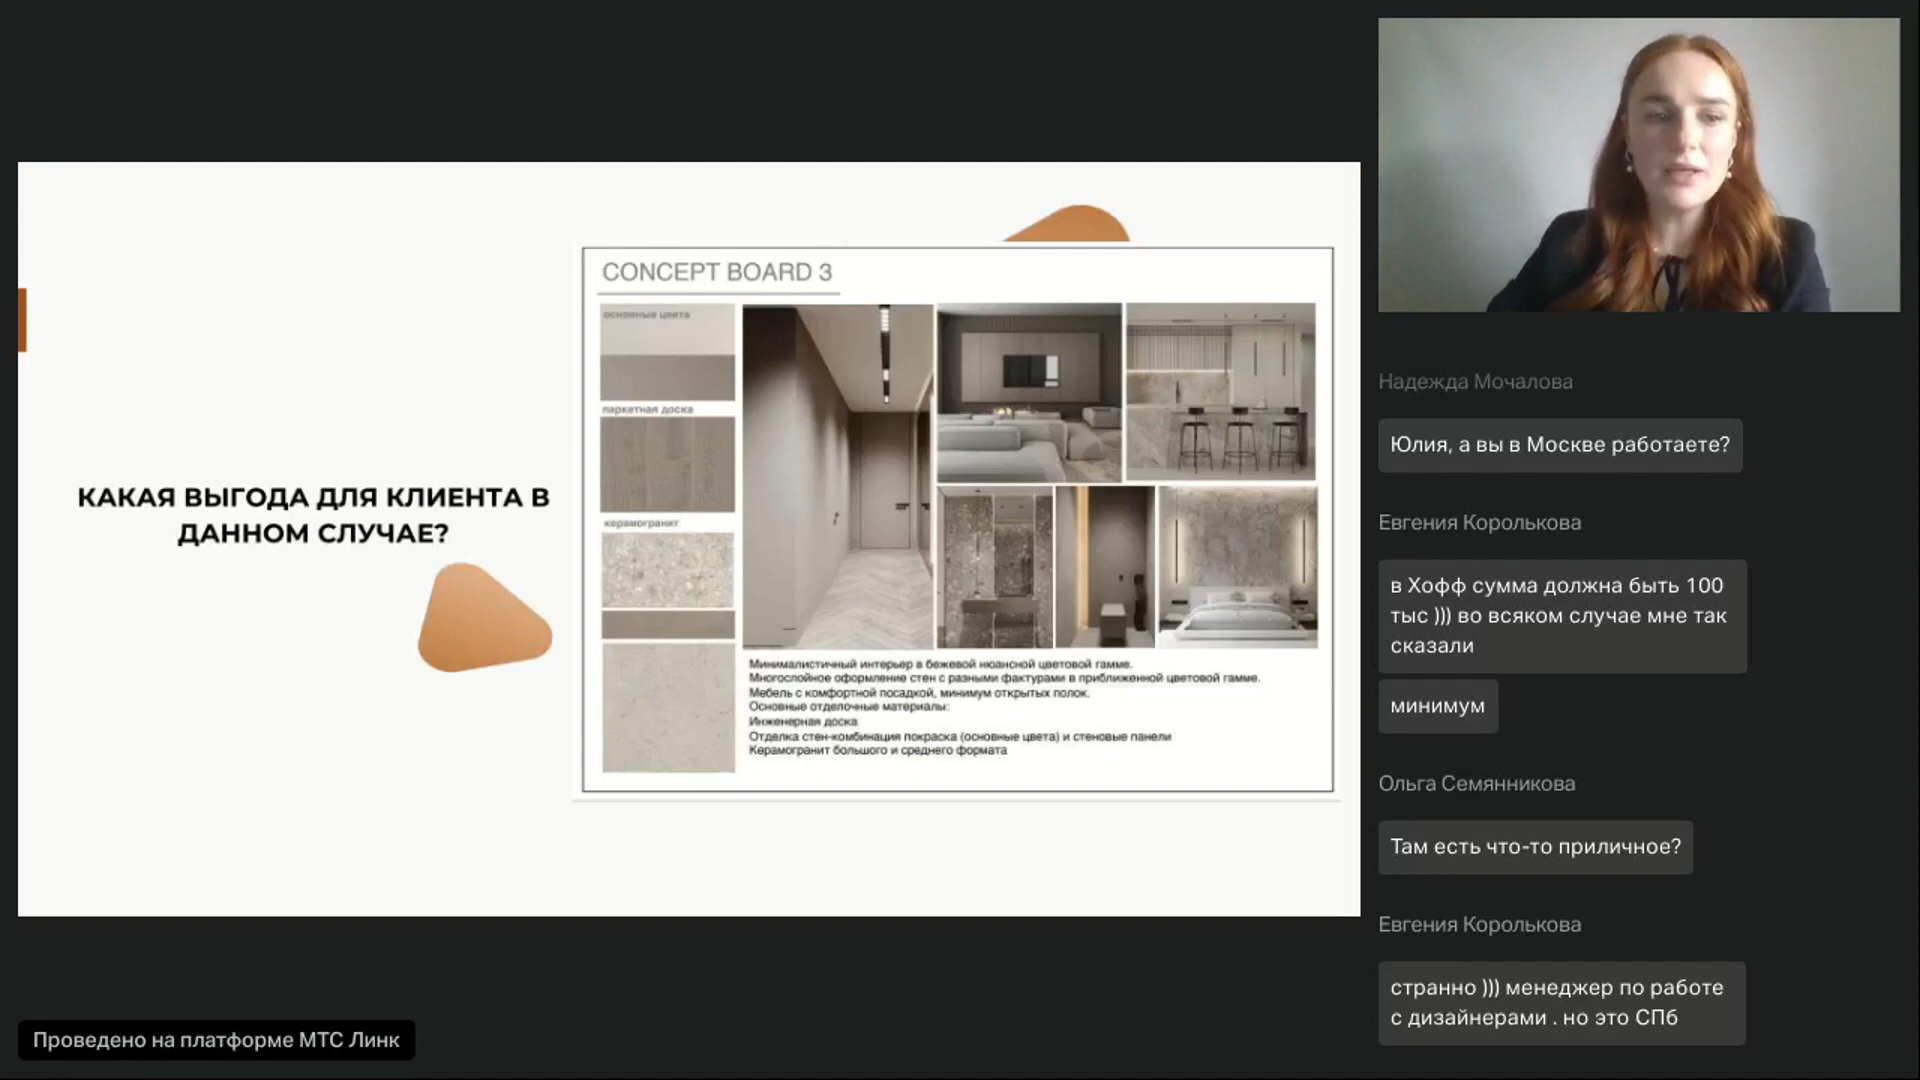 КАКАЯ ВЫГОДА ДЛЯ КЛИЕНТА В
ДАННОМ СЛУЧАЕ?
CONCEPT BOARD 3
основные цвета
паркетная доска
керамогранит
Минималистичный интерьер в бежевой нюансной цветовой гамме.
Многослойное оформление стен с разными фактурами в приближенной цветовой гамме.
Мебель с комфортной посадкой, минимум открытых полок.
Основные отделочные материалы:
Инженерная доска
Отделка стен-комбинация покраска (основные цвета) и стеновые панели
Керамогранит большого и среднего формата
Надежда Мочалова
Юлия, а вы в Москве работаете?
Евгения Королькова
в Хофф сумма должна быть 100
тыс ))) во всяком случае мне так
сказали
минимум
Ольга Семянникова
Там есть что-то приличное?
Евгения Королькова
странно ))) менеджер по работе
с дизайнерами . но это СПб
Проведено на платформе МТС Линк